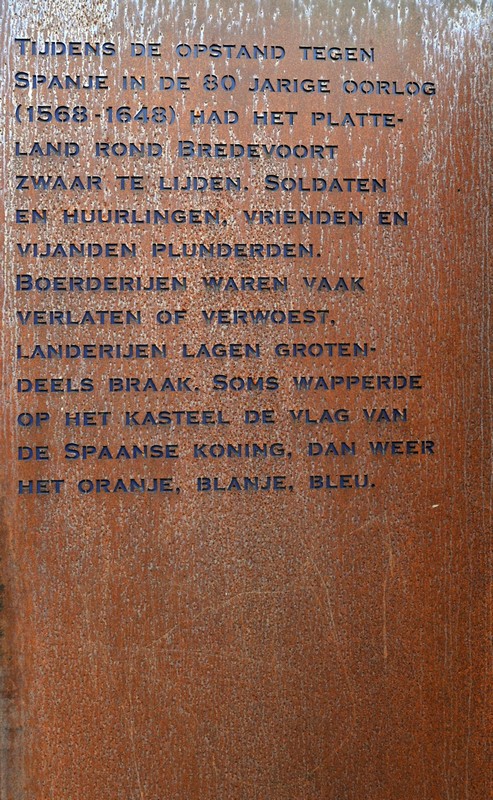 Tijdens de opstand tegen
Spanje in de 80 jarige oorlog
(1568-1648) had het platte-
land rond Bredevoort
zwaar te lijden. Soldaten
en huurlingen, vrienden en
vijanden plunderden.
Boerderijen waren vaak
verlaten of verwoest,
landerijen lagen groten-
deels braak. Soms wapperde
op het kasteel de vlag van
de Spaanse koning, dan weer
het oranje, blanje, bleu.